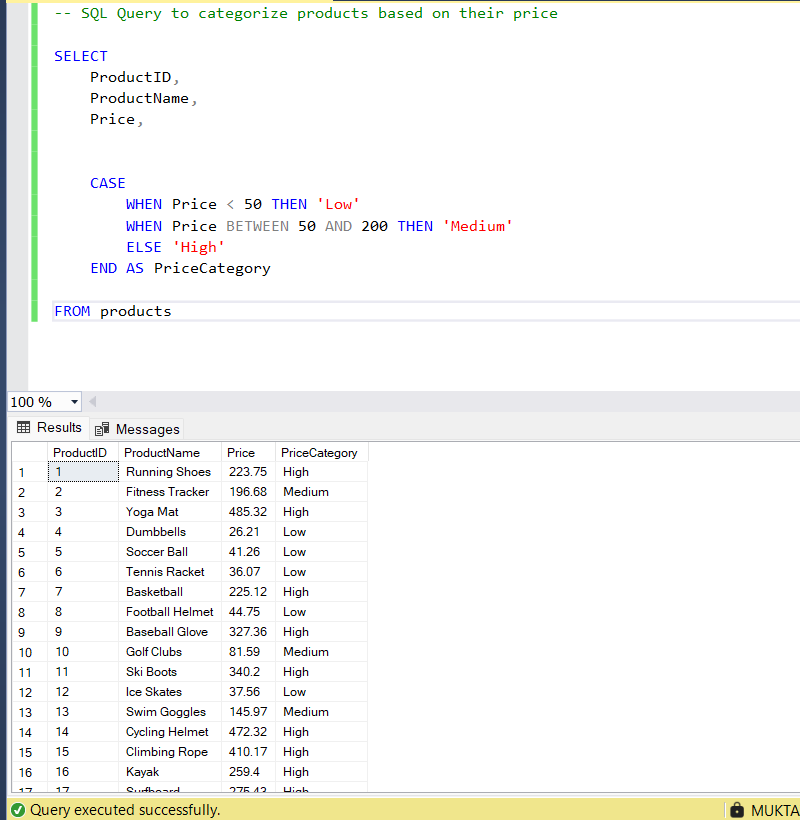 -- SQL Query to categorize products based on their price
SELECT
ProductID,
ProductName,
Price,
CASE
WHEN Price < 50 THEN 'Low'
WHEN Price BETWEEN 50 AND 200 THEN 'Medium'
ELSE 'High'
END AS PriceCategory
FROM products
100 %
Results Messages
ProductID ProductName Price PriceCategory
1 1 Running Shoes 223.75 High
2 2 Fitness Tracker 196.68 Medium
3 3 Yoga Mat 485.32 High
4 4 Dumbbells 26.21 Low
5 5 Soccer Ball 41.26 Low
6 6 Tennis Racket 36.07 Low
7 7 Basketball 225.12 High
8 8 Football Helmet 44.75 Low
9 9 Baseball Glove 327.36 High
10 10 Golf Clubs 81.59 Medium
11 11 Ski Boots 340.2 High
12 12 Ice Skates 37.56 Low
13 13 Swim Goggles 145.97 Medium
14 14 Cycling Helmet 472.32 High
15 15 Climbing Rope 410.17 High
16 16 Kayak 259.4 High
17 17 Surfboard 275.43 High
Query executed successfully. MUKTA